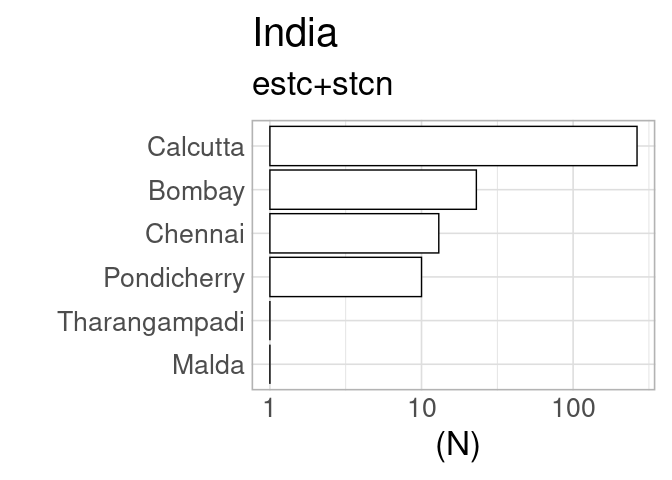 India
estc+stcn
Calcutta
Bombay
Chennai
Pondicherry
Tharangampadi
Malda
1 10 100
(N)